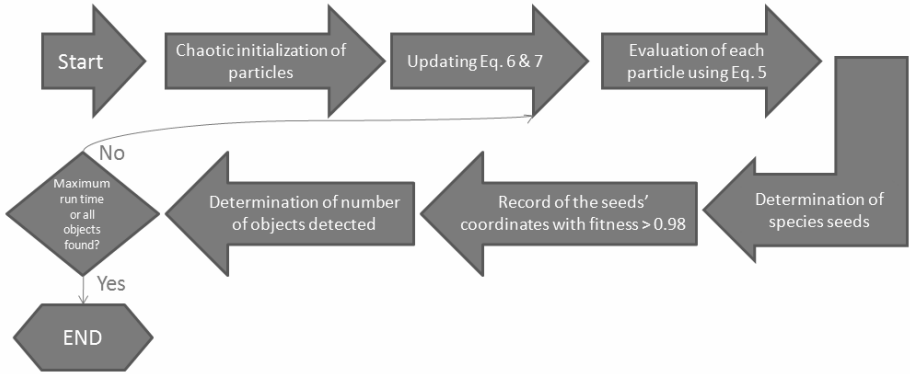 Start
Chaotic initialization of
particles
Updating Eq. 6 & 7
Evaluation of each
particle using Eq. 5
Determination of
species seeds
Record of the seeds'
coordinates with fitness > 0.98
Determination of number
of objects detected
Maximum
run time
or all
objects
found?
No
Yes
END